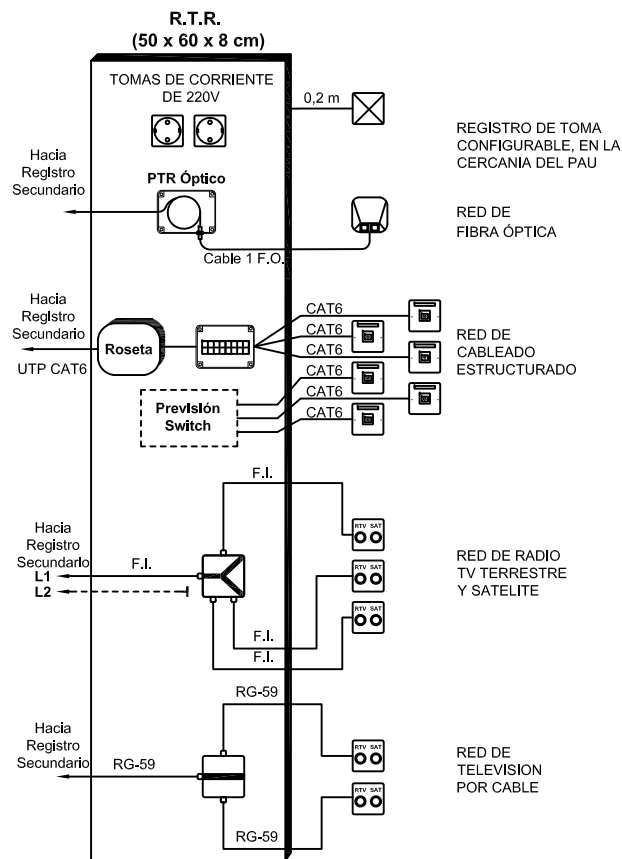 R.T.R.
(50 x 60 x 8 cm)
TOMAS DE CORRIENTE
DE 220V
0,2 m
REGISTRO DE TOMA
CONFIGURABLE, EN LA
CERCANIA DEL PAU
Hacia
Registro
Secundario
PTR Óptico
Cable 1 F.O.
RED DE
FIBRA ÓPTICA
Hacia
Registro
Secundario
UTP CAT6
Roseta
CAT6
CAT6
CAT6
CAT6
CAT6
CAT6
Previsión
Switch
RED DE
CABLEADO
ESTRUCTURADO
F.I.
Hacia
Registro
Secundario
L1
L2
F.I.
F.I.
F.I.
RTV SAT
RTV SAT
RTV SAT
RED DE RADIO
TV TERRESTRE
Y SATELITE
RG-59
Hacia
Registro
Secundario
RG-59
RG-59
RTV SAT
RTV SAT
RED DE
TELEVISION
POR CABLE